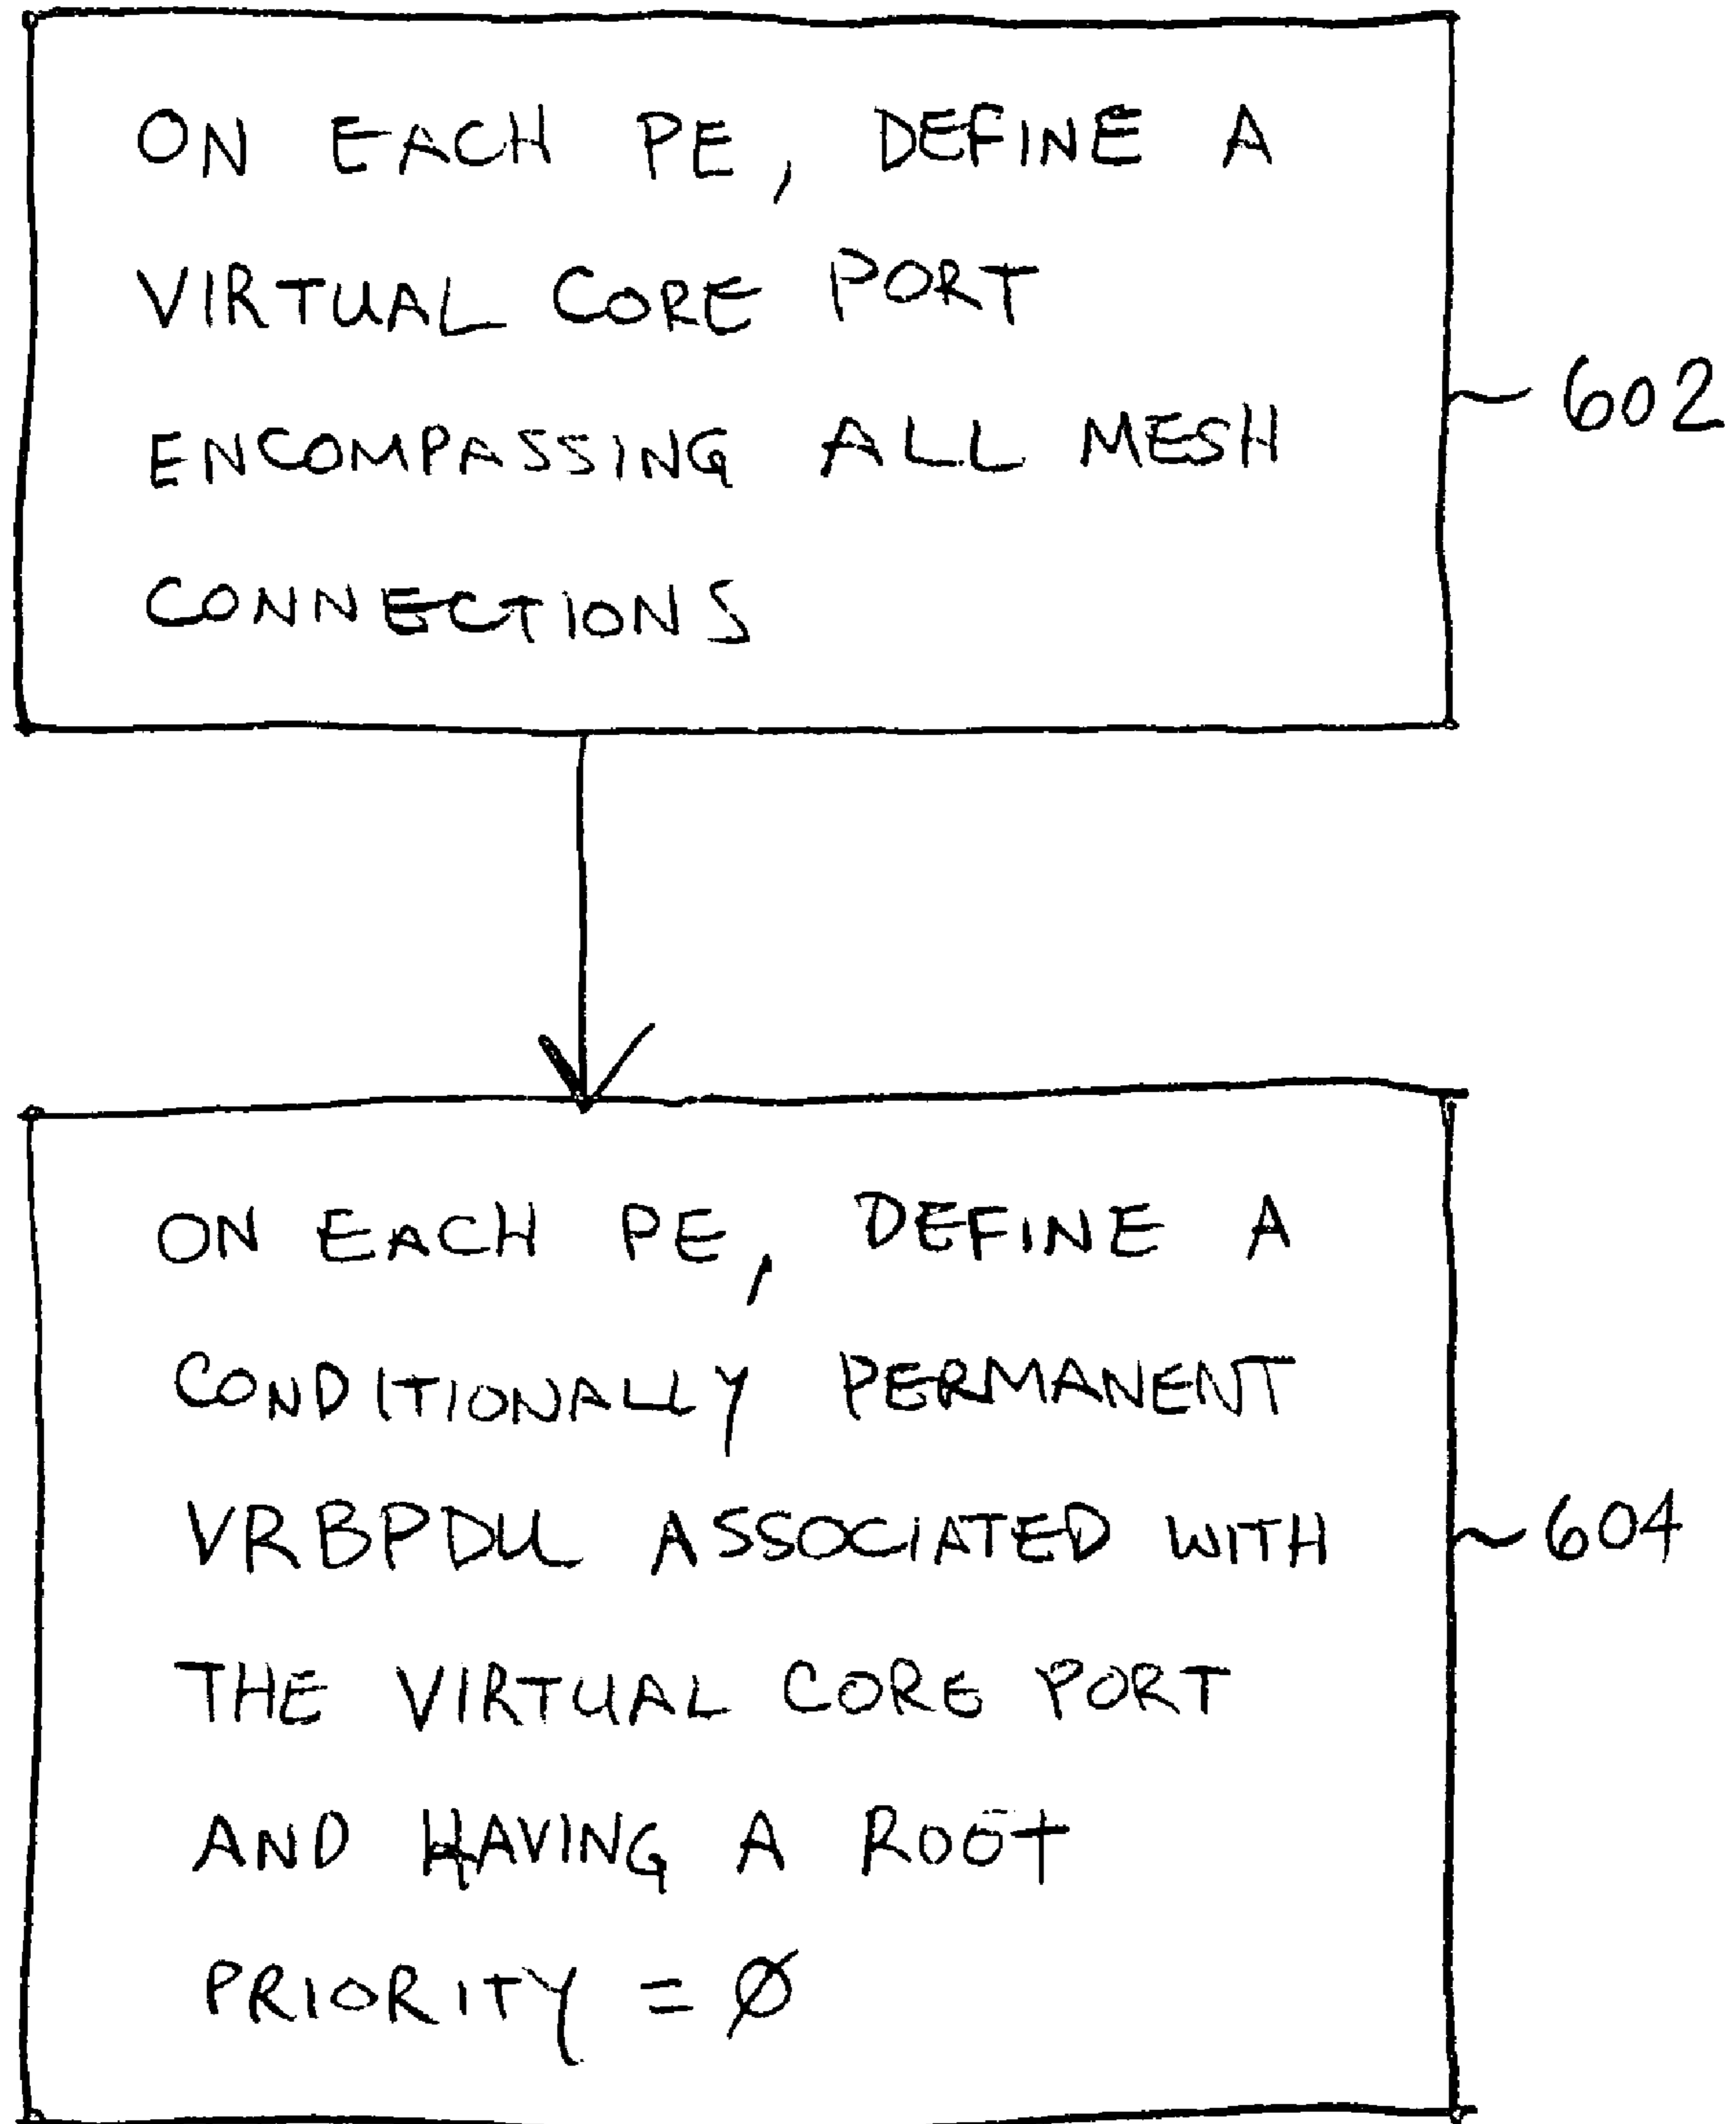 ON EACH PE, DEFINE A
VIRTUAL CORE PORT
ENCOMPASSING ALL MESH
CONNECTIONS
602
ON EACH PE, DEFINE A
CONDITIONALLY PERMANENT
VRBPDU ASSOCIATED WITH
THE VIRTUAL CORE PORT
AND HAVING A ROOT
PRIORITY = Ø
604